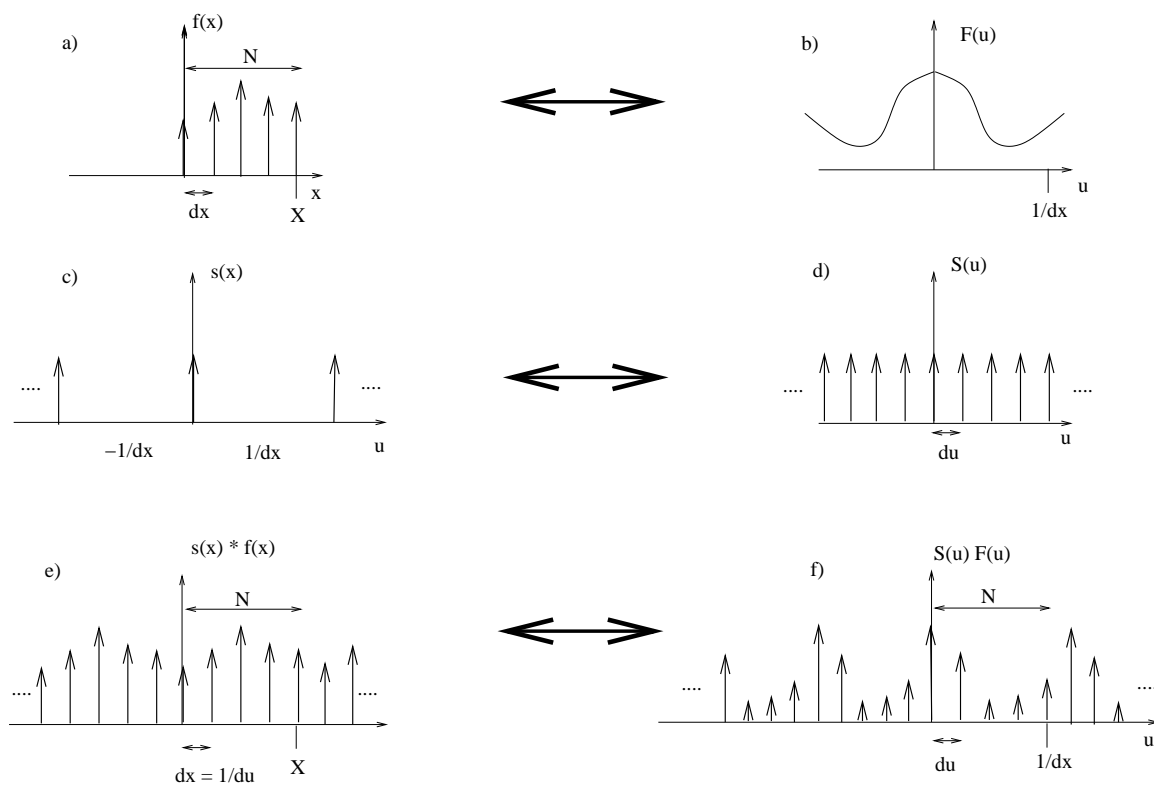 f(x)
a)
N
dx
x
X
b)
F(u)
u
1/dx
c)
s(x)
....
....
−1/dx
1/dx
u
d)
S(u)
....
....
du
u
s(x) * f(x)
e)
N
....
....
dx = 1/du
X
S(u) F(u)
f)
N
....
....
du
1/dx
u